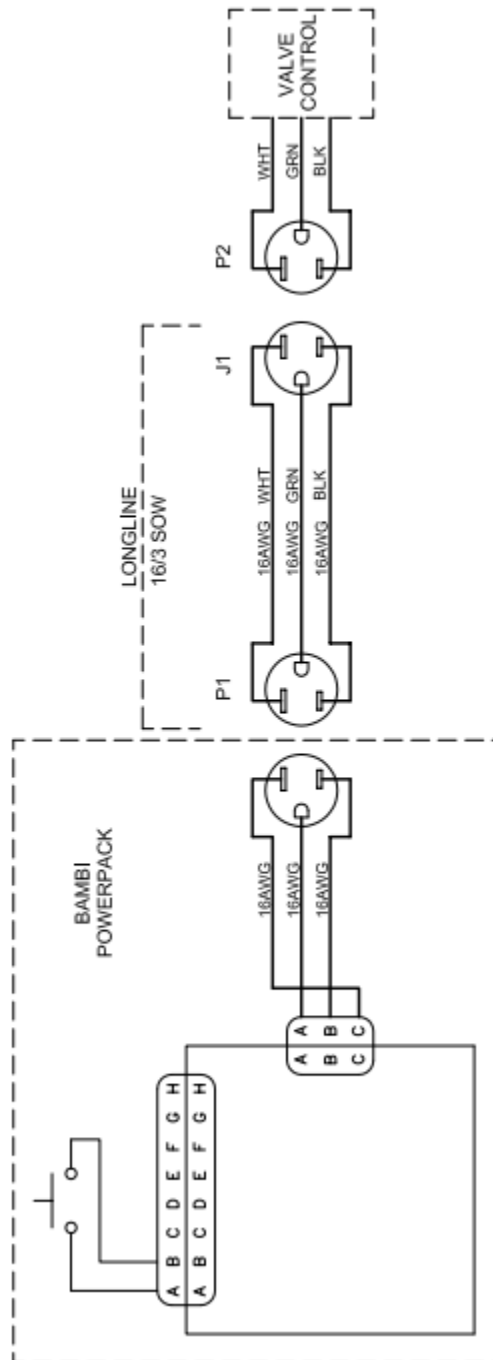 BAMBI
POWERPACK
A B C D E F G H
A B C D E F G H
A A
B B
C C
16AWG
16AWG
16AWG
LONGLINE
16/3 SOW
P1
16AWG WHT
16AWG GRN
16AWG BLK
J1
P2
WHT
GRN
BLK
VALVE
CONTROL